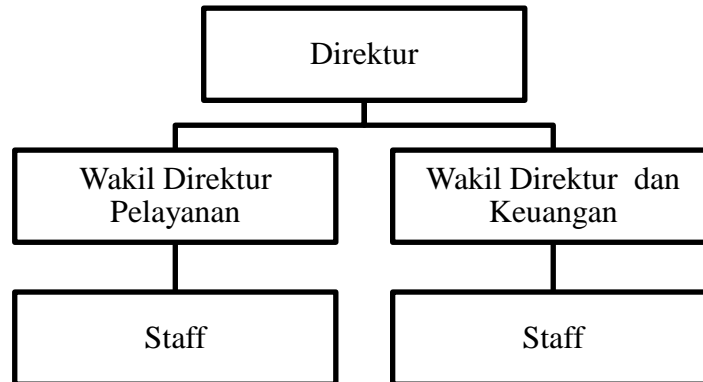 Direktur
Wakil Direktur
Pelayanan
Wakil Direktur  dan
Keuangan
Staff
Staff